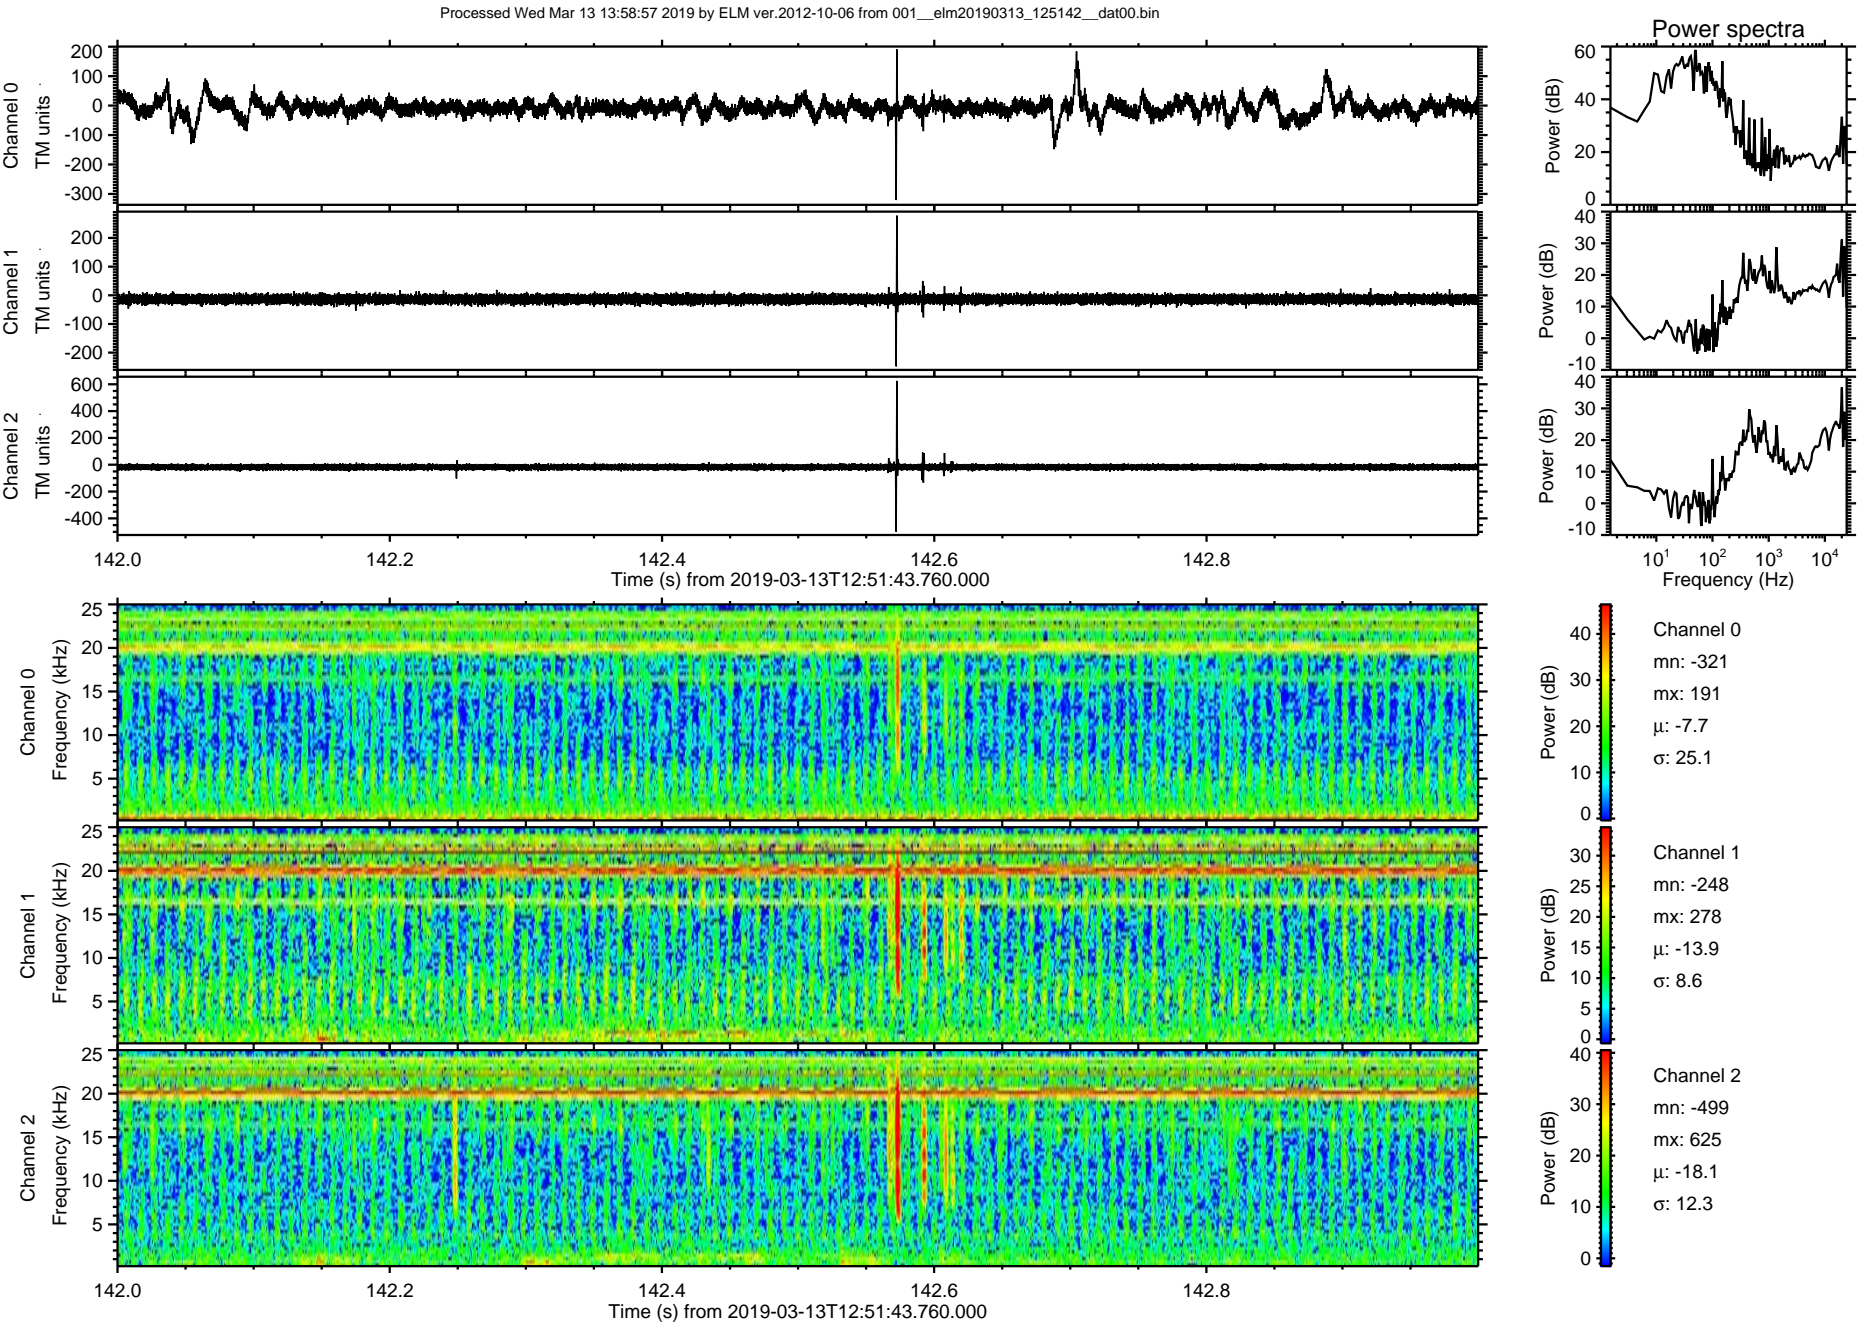 Processed Wed Mar 13 13:58:57 2019 by ELM ver.2012-10-06 from 001__elm20190313_125142__dat00.bin
Power spectra
Channel 0
TM units
200
100
0
-100
-200
-300
Power (dB)
60
40
20
0
Channel 1
TM units
200
100
0
-100
-200
Power (dB)
40
30
20
10
0
-10
Channel 2
TM units
600
400
200
0
-200
-400
Power (dB)
40
30
20
10
0
-10
142.0 142.2 142.4 142.6 142.8
Time (s) from 2019-03-13T12:51:43.760.000
10¹ 10² 10³ 10⁴
Frequency (Hz)
Channel 0
Frequency (kHz)
25
20
15
10
5
Power (dB)
40
30
20
10
0
Channel 0
mn: -321
mx: 191
μ: -7.7
σ: 25.1
Channel 1
Frequency (kHz)
25
20
15
10
5
Power (dB)
30
25
20
15
10
5
0
Channel 1
mn: -248
mx: 278
μ: -13.9
σ: 8.6
Channel 2
Frequency (kHz)
25
20
15
10
5
Power (dB)
40
30
20
10
0
Channel 2
mn: -499
mx: 625
μ: -18.1
σ: 12.3
142.0 142.2 142.4 142.6 142.8
Time (s) from 2019-03-13T12:51:43.760.000